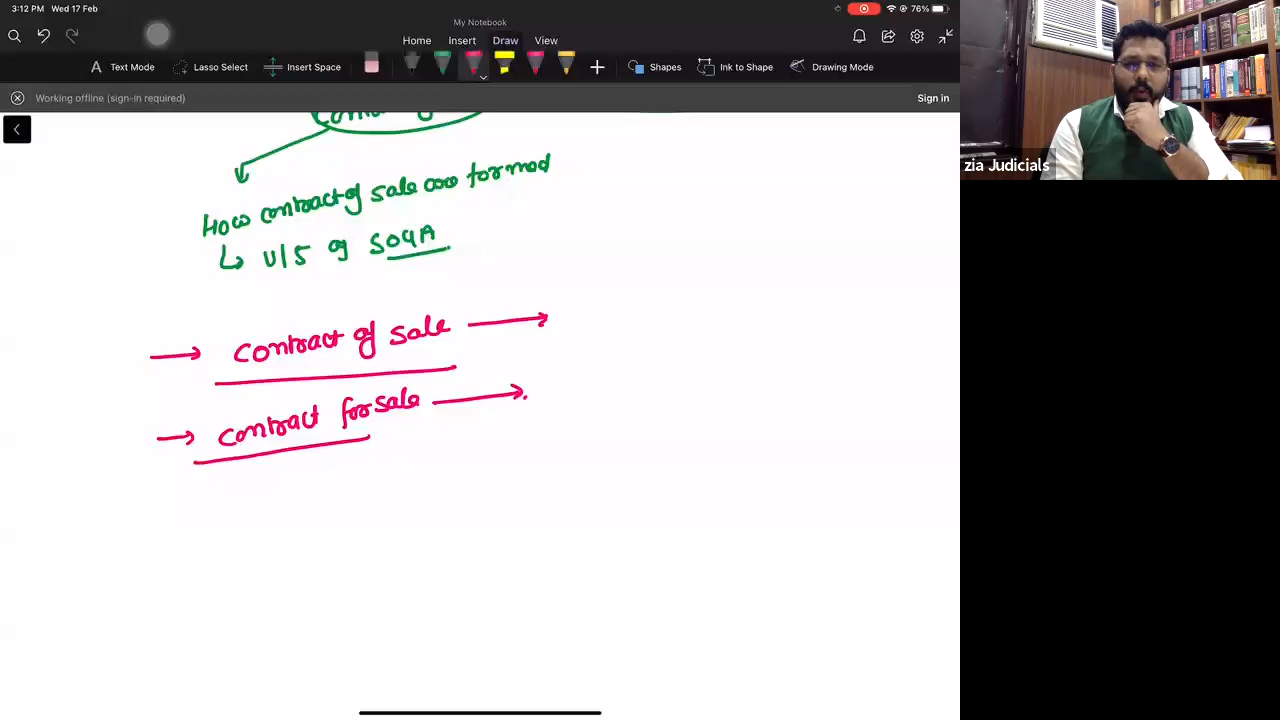 3:12 PM Wed 17 Feb
76%
My Notebook
Home Insert Draw View
Text Mode Lasso Select Insert Space Shapes Ink to Shape Drawing Mode
Working offline (sign-in required) Sign in
How contract of sale are formed
U/5 of SOGA
contract of sale
contract for sale
zia Judicials